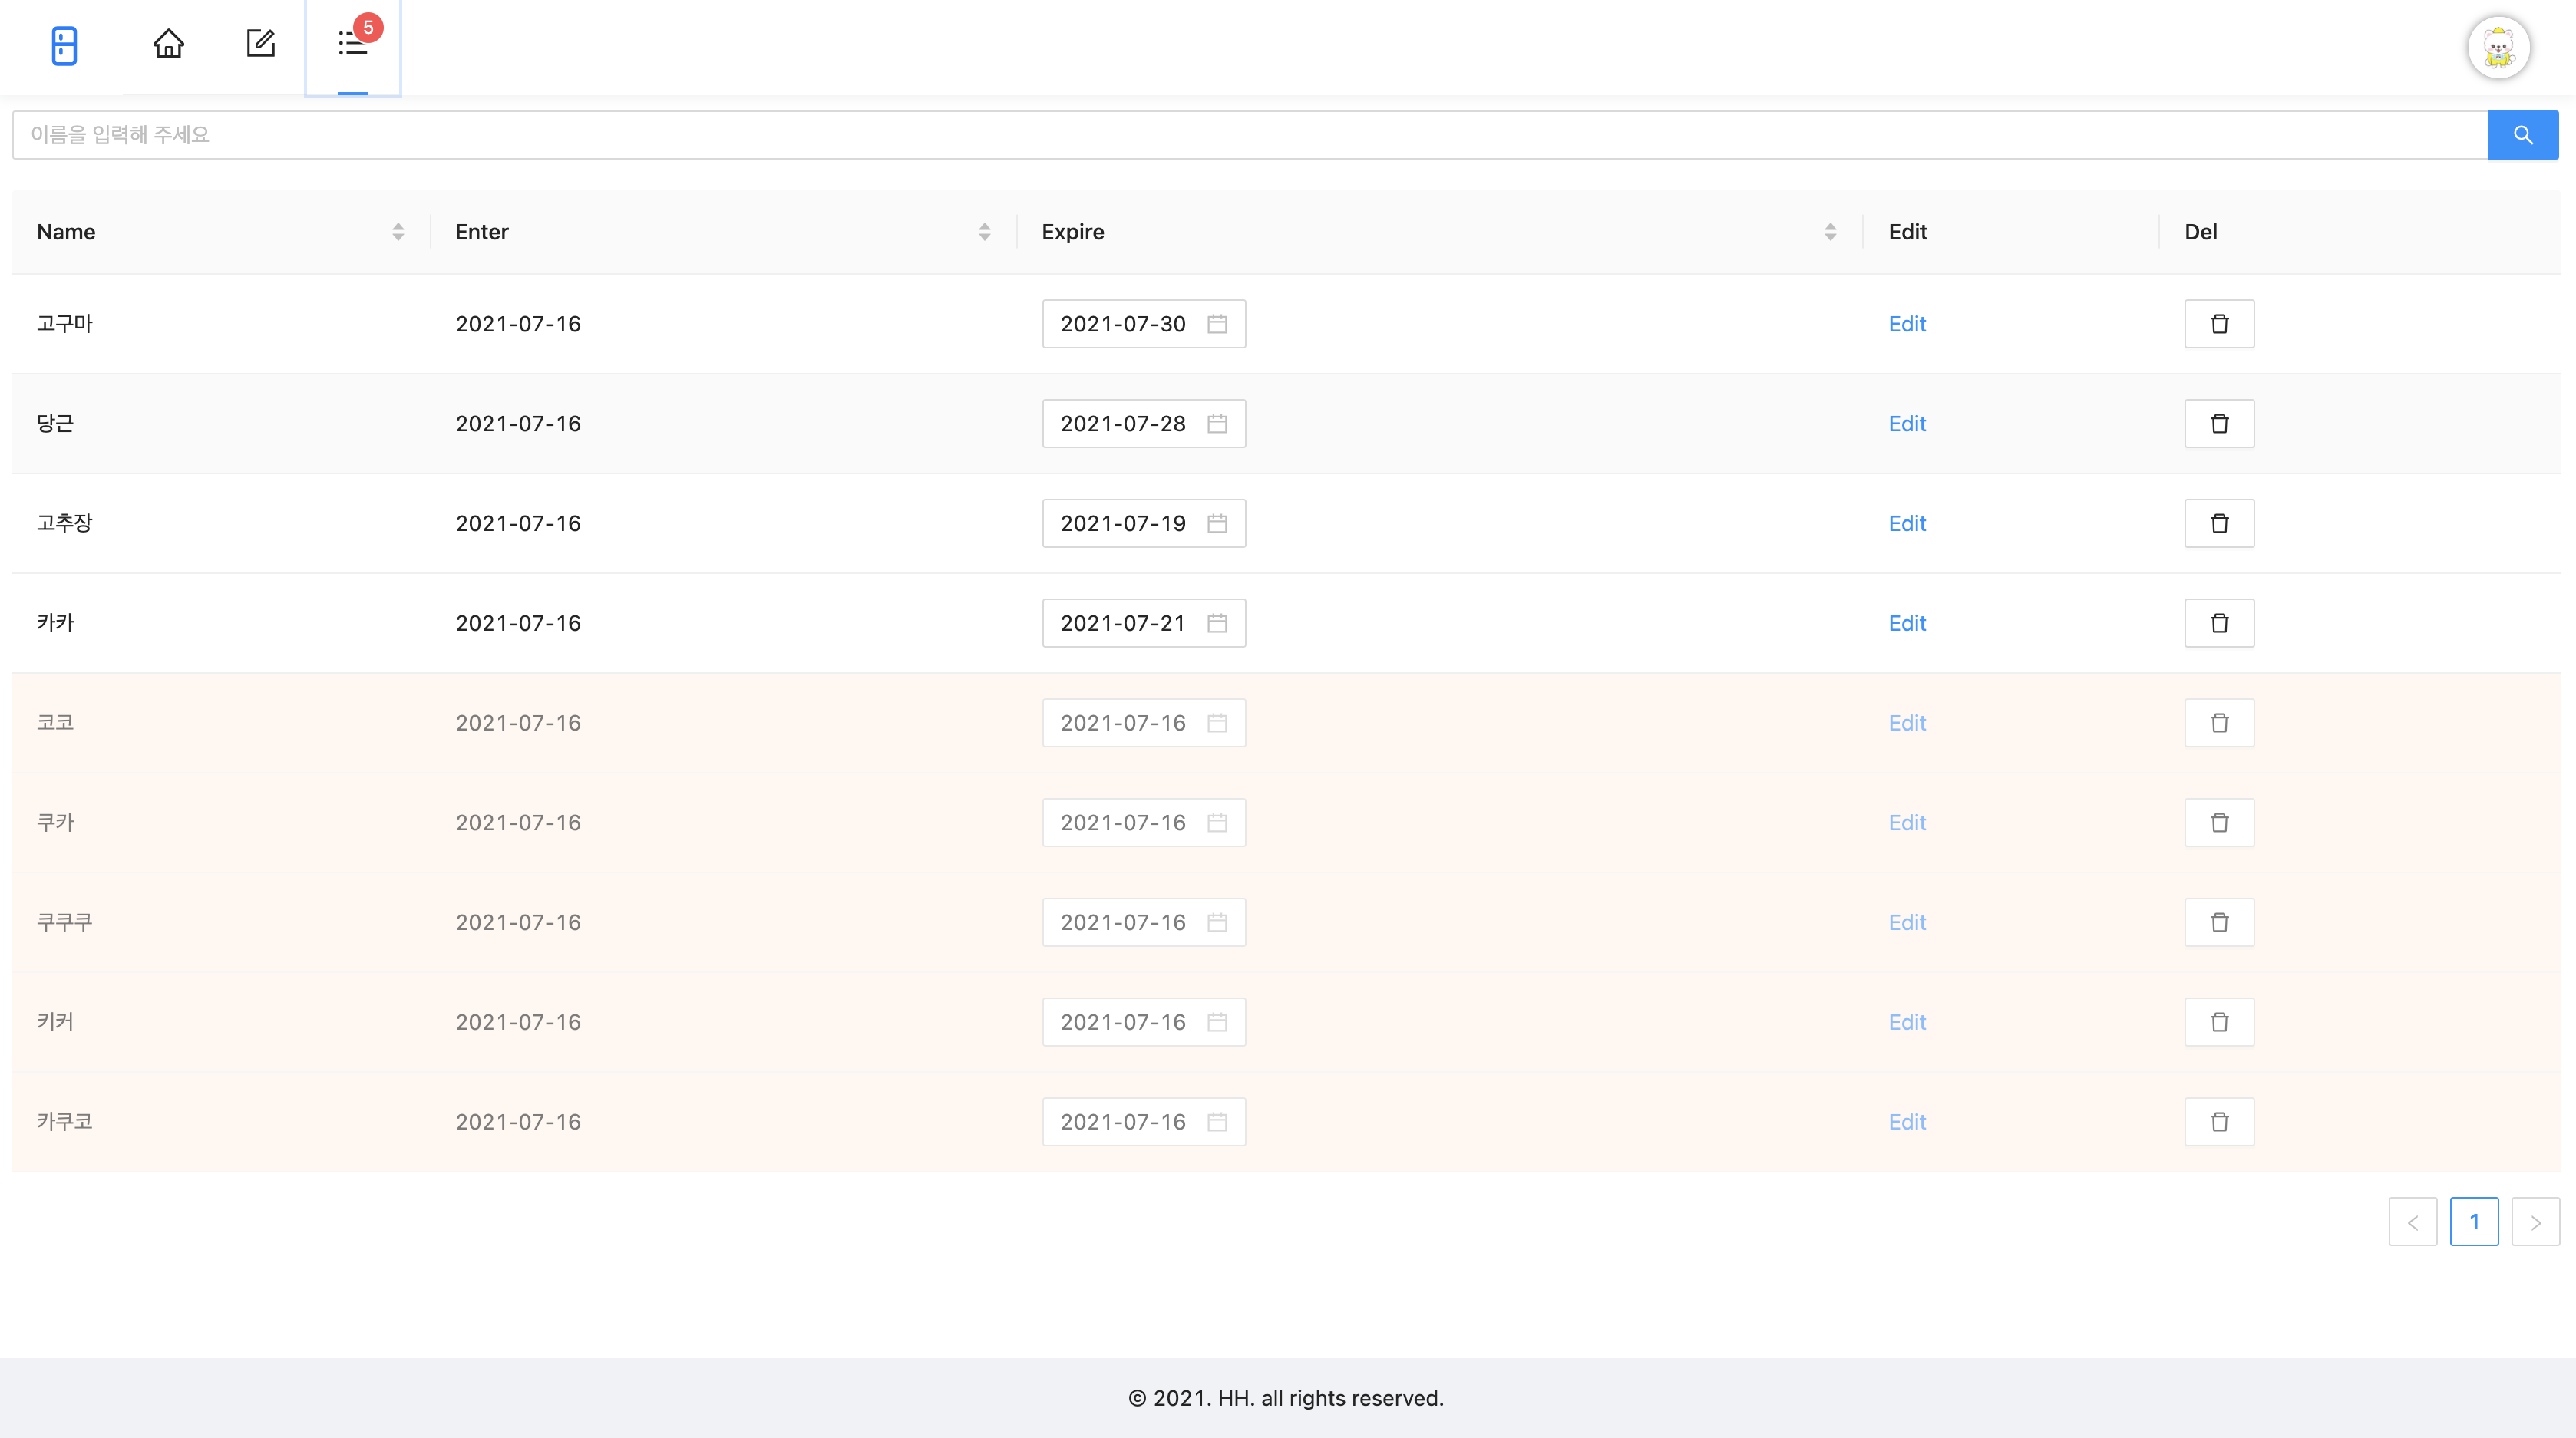 5
이름을 입력해 주세요
Name Enter Expire Edit Del
고구마 2021-07-16 2021-07-30 Edit
당근 2021-07-16 2021-07-28 Edit
고추장 2021-07-16 2021-07-19 Edit
카카 2021-07-16 2021-07-21 Edit
코코 2021-07-16 2021-07-16 Edit
쿠카 2021-07-16 2021-07-16 Edit
쿠쿠쿠 2021-07-16 2021-07-16 Edit
키커 2021-07-16 2021-07-16 Edit
카쿠코 2021-07-16 2021-07-16 Edit
< 1 >
© 2021. HH. all rights reserved.